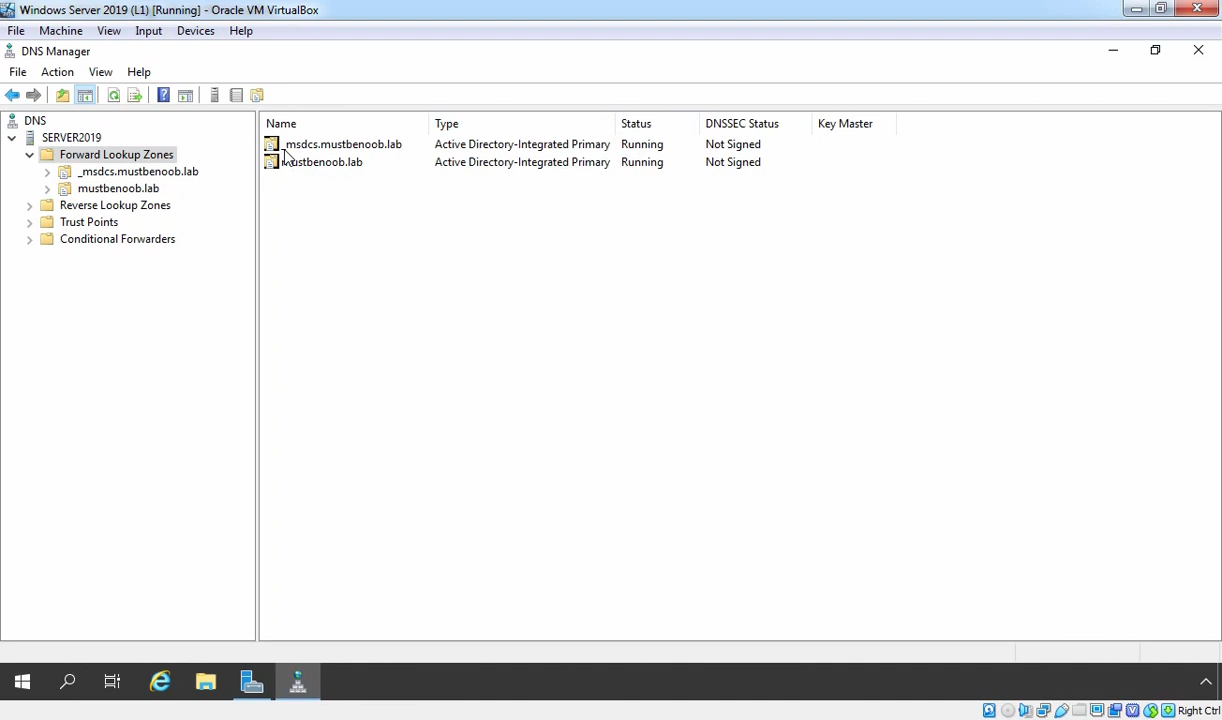 Windows Server 2019 (L1) [Running] - Oracle VM VirtualBox
File Machine View Input Devices Help
DNS Manager
File Action View Help
DNS
SERVER2019
Forward Lookup Zones
_msdcs.mustbenoob.lab
mustbenoob.lab
Reverse Lookup Zones
Trust Points
Conditional Forwarders
Name Type Status DNSSEC Status Key Master
_msdcs.mustbenoob.lab Active Directory-Integrated Primary Running Not Signed
mustbenoob.lab Active Directory-Integrated Primary Running Not Signed
Right Ctrl